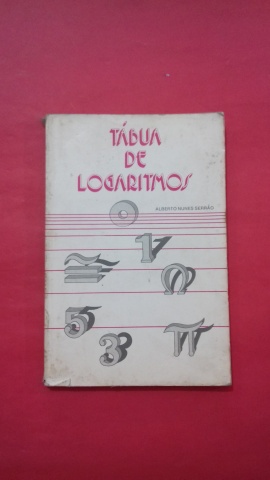 TÁBUA
DE
LOGARITMOS
ALBERTO NUNES SERRÃO
1
5
3
π